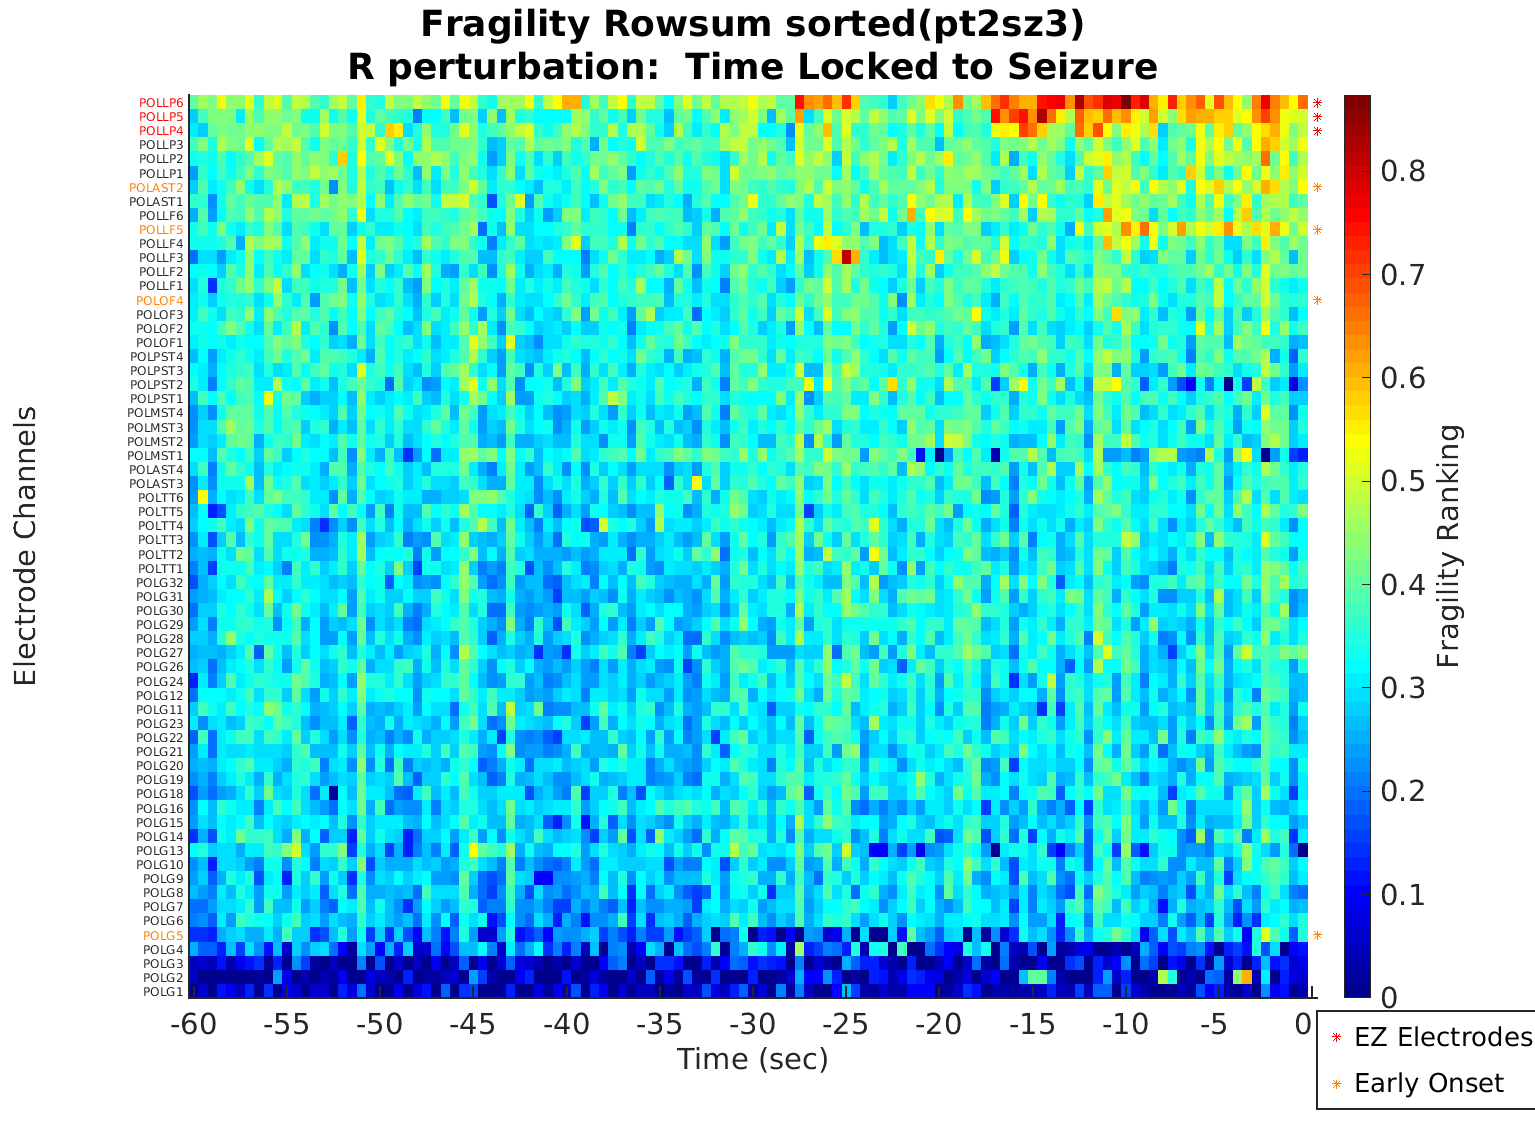 Fragility Rowsum sorted(pt2sz3)
R perturbation:  Time Locked to Seizure
Electrode Channels
POLLP6
POLLP5
POLLP4
POLLP3
POLLP2
POLLP1
POLAST2
POLAST1
POLLF6
POLLF5
POLLF4
POLLF3
POLLF2
POLLF1
POLOF4
POLOF3
POLOF2
POLOF1
POLPST4
POLPST3
POLPST2
POLPST1
POLMST4
POLMST3
POLMST2
POLMST1
POLAST4
POLAST3
POLTT6
POLTT5
POLTT4
POLTT3
POLTT2
POLTT1
POLG32
POLG31
POLG30
POLG29
POLG28
POLG27
POLG26
POLG24
POLG12
POLG11
POLG23
POLG22
POLG21
POLG20
POLG19
POLG18
POLG16
POLG15
POLG14
POLG13
POLG10
POLG9
POLG8
POLG7
POLG6
POLG5
POLG4
POLG3
POLG2
POLG1
-60 -55 -50 -45 -40 -35 -30 -25 -20 -15 -10 -5 0
Time (sec)
0.8
0.7
0.6
0.5
0.4
0.3
0.2
0.1
0
Fragility Ranking
EZ Electrodes
Early Onset